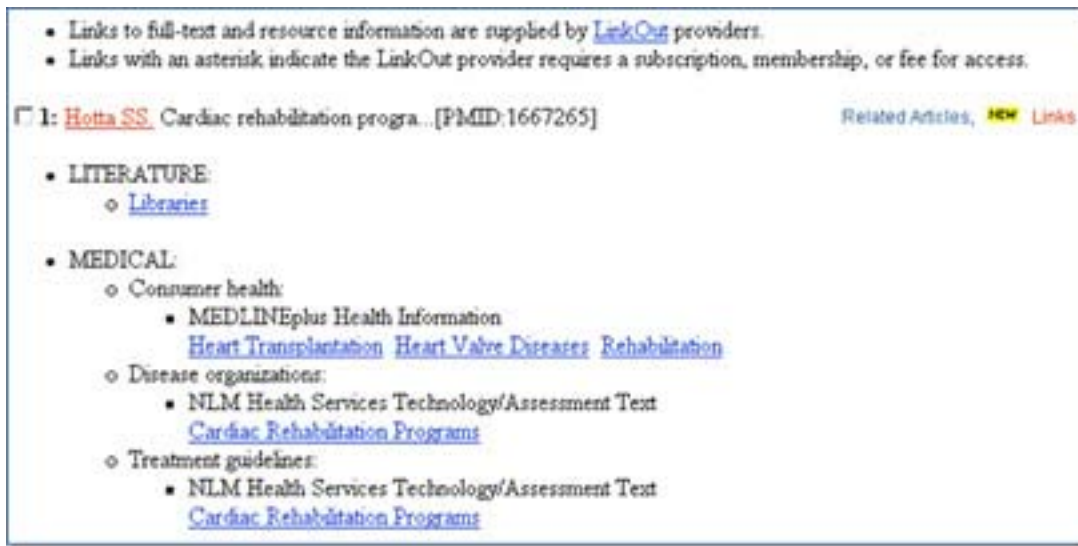 Links to full-text and resource information are supplied by LinkOut providers.
Links with an asterisk indicate the LinkOut provider requires a subscription, membership, or fee for access.
1: Hotta SS. Cardiac rehabilitation progra...[PMID:1667265] Related Articles, NEW Links
LITERATURE:
Libraries
MEDICAL:
Consumer health:
MEDLINEplus Health Information
Heart Transplantation Heart Valve Diseases Rehabilitation
Disease organizations:
NLM Health Services Technology/Assessment Text
Cardiac Rehabilitation Programs
Treatment guidelines:
NLM Health Services Technology/Assessment Text
Cardiac Rehabilitation Programs